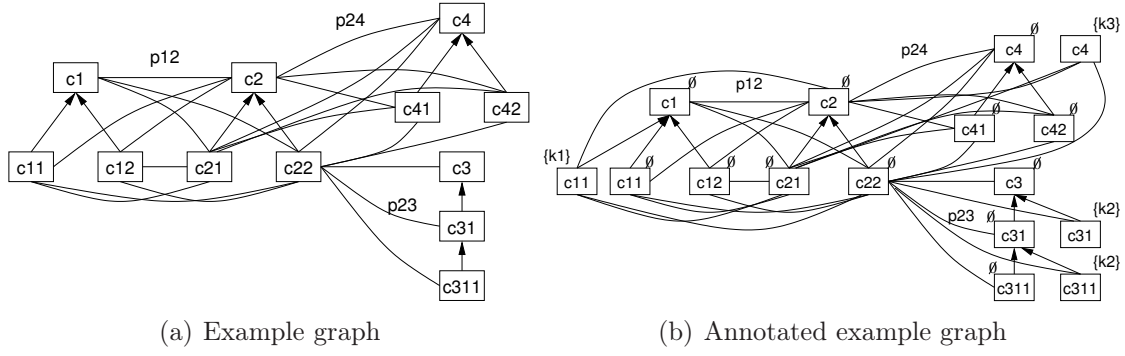 c4
p24
p12
c1
c2
c41
c42
c11
c12
c21
c22
c3
p23
c31
c311
(a) Example graph
{k3}
∅
c4
c4
p24
∅
p12
∅
c1
c2
∅
∅
c41
c42
{k1}
∅
∅
∅
∅
∅
c11
c11
c12
c21
c22
c3
{k2}
p23
∅
c31
c31
∅
{k2}
c311
c311
(b) Annotated example graph